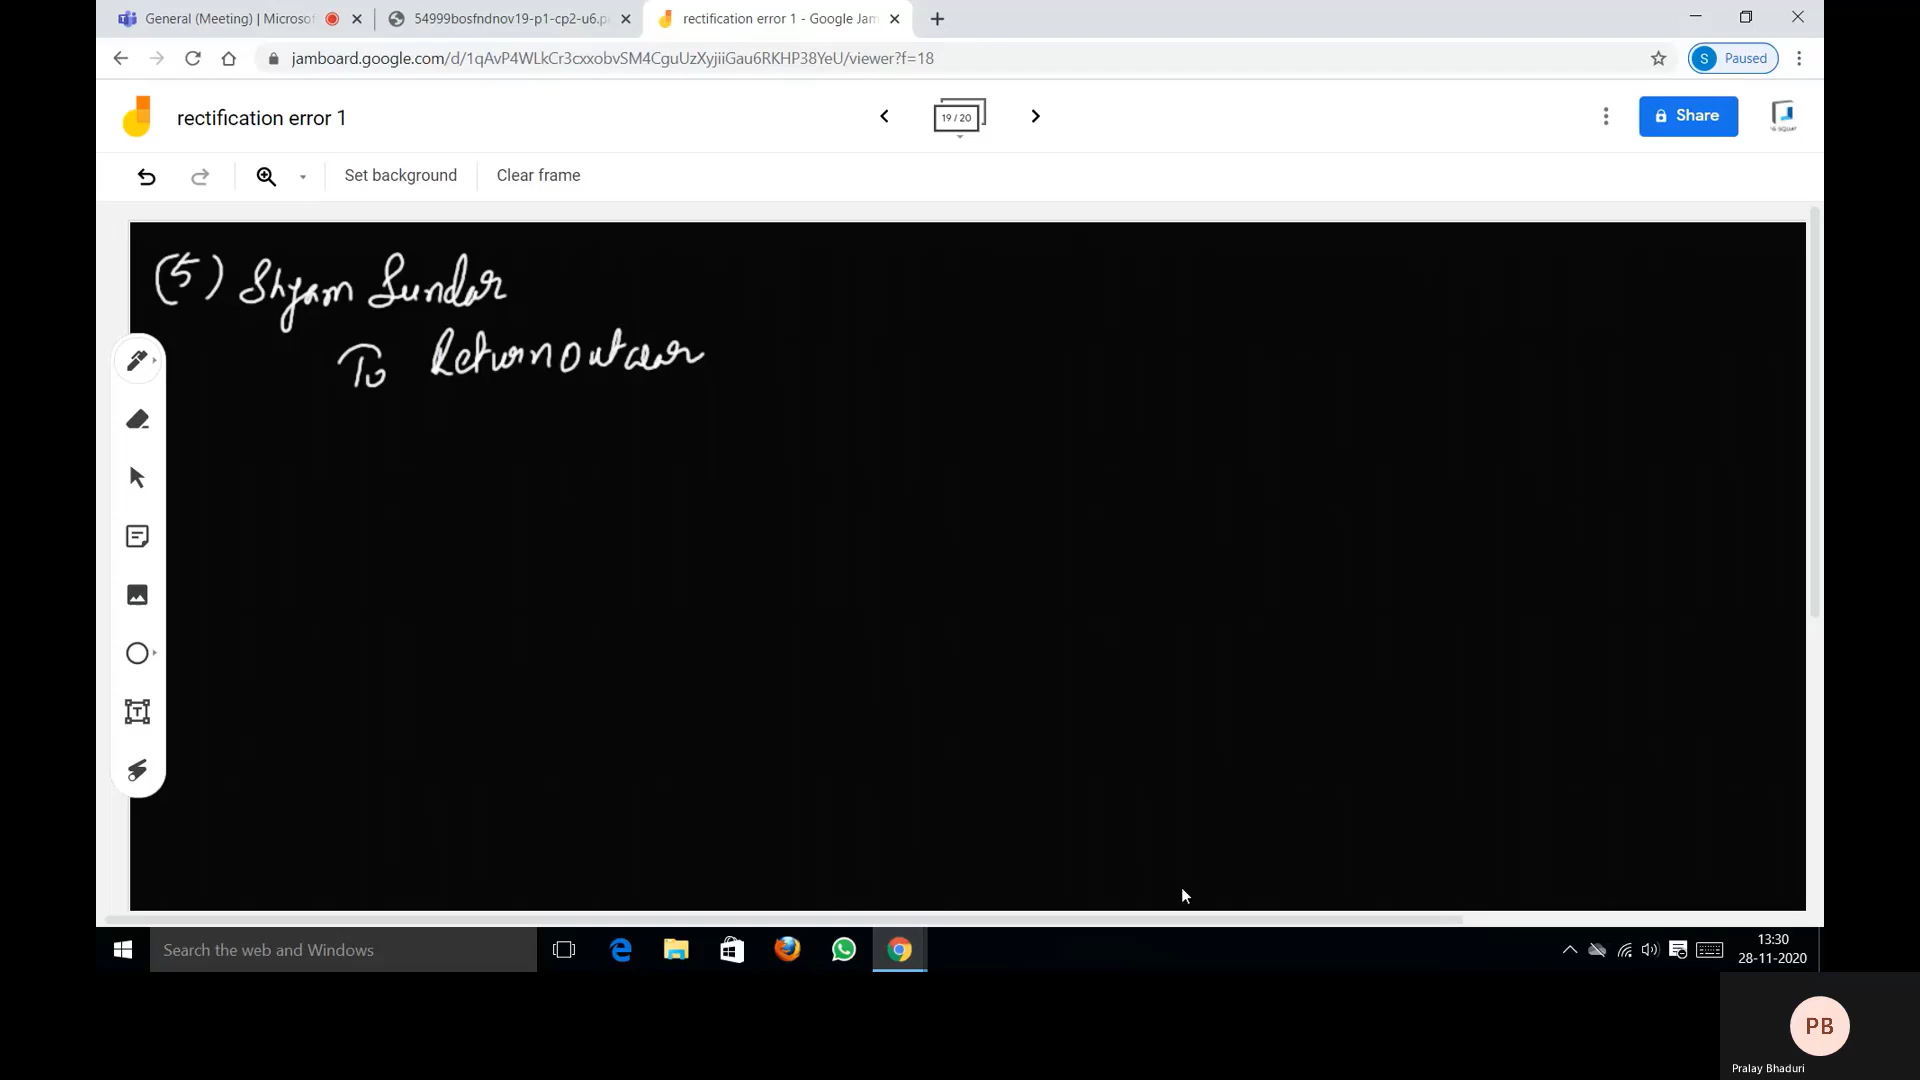 General (Meeting) | Microsof
54999bosfndnov19-p1-cp2-u6.p
rectification error 1 - Google Jam
jamboard.google.com/d/1qAvP4WLkCr3cxxobvSM4CguUzXyjiiGau6RKHP38YeU/viewer?f=18
S Paused
rectification error 1
19 / 20
Share
Set background
Clear frame
(5) Shyam Sundar
To Return Outwar
Search the web and Windows
13:30
28-11-2020
PB
Pralay Bhaduri